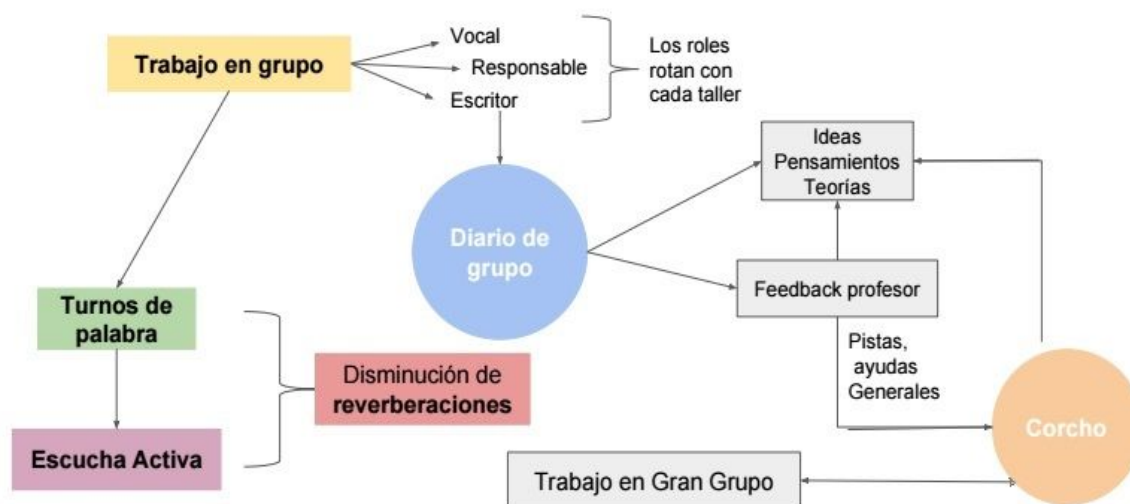 Trabajo en grupo
Vocal
Responsable
Escritor
Los roles
rotan con
cada taller
Ideas
Pensamientos
Teorías
Diario de
grupo
Feedback profesor
Turnos de
palabra
Disminución de
reverberaciones
Pistas,
ayudas
Generales
Escucha Activa
Corcho
Trabajo en Gran Grupo